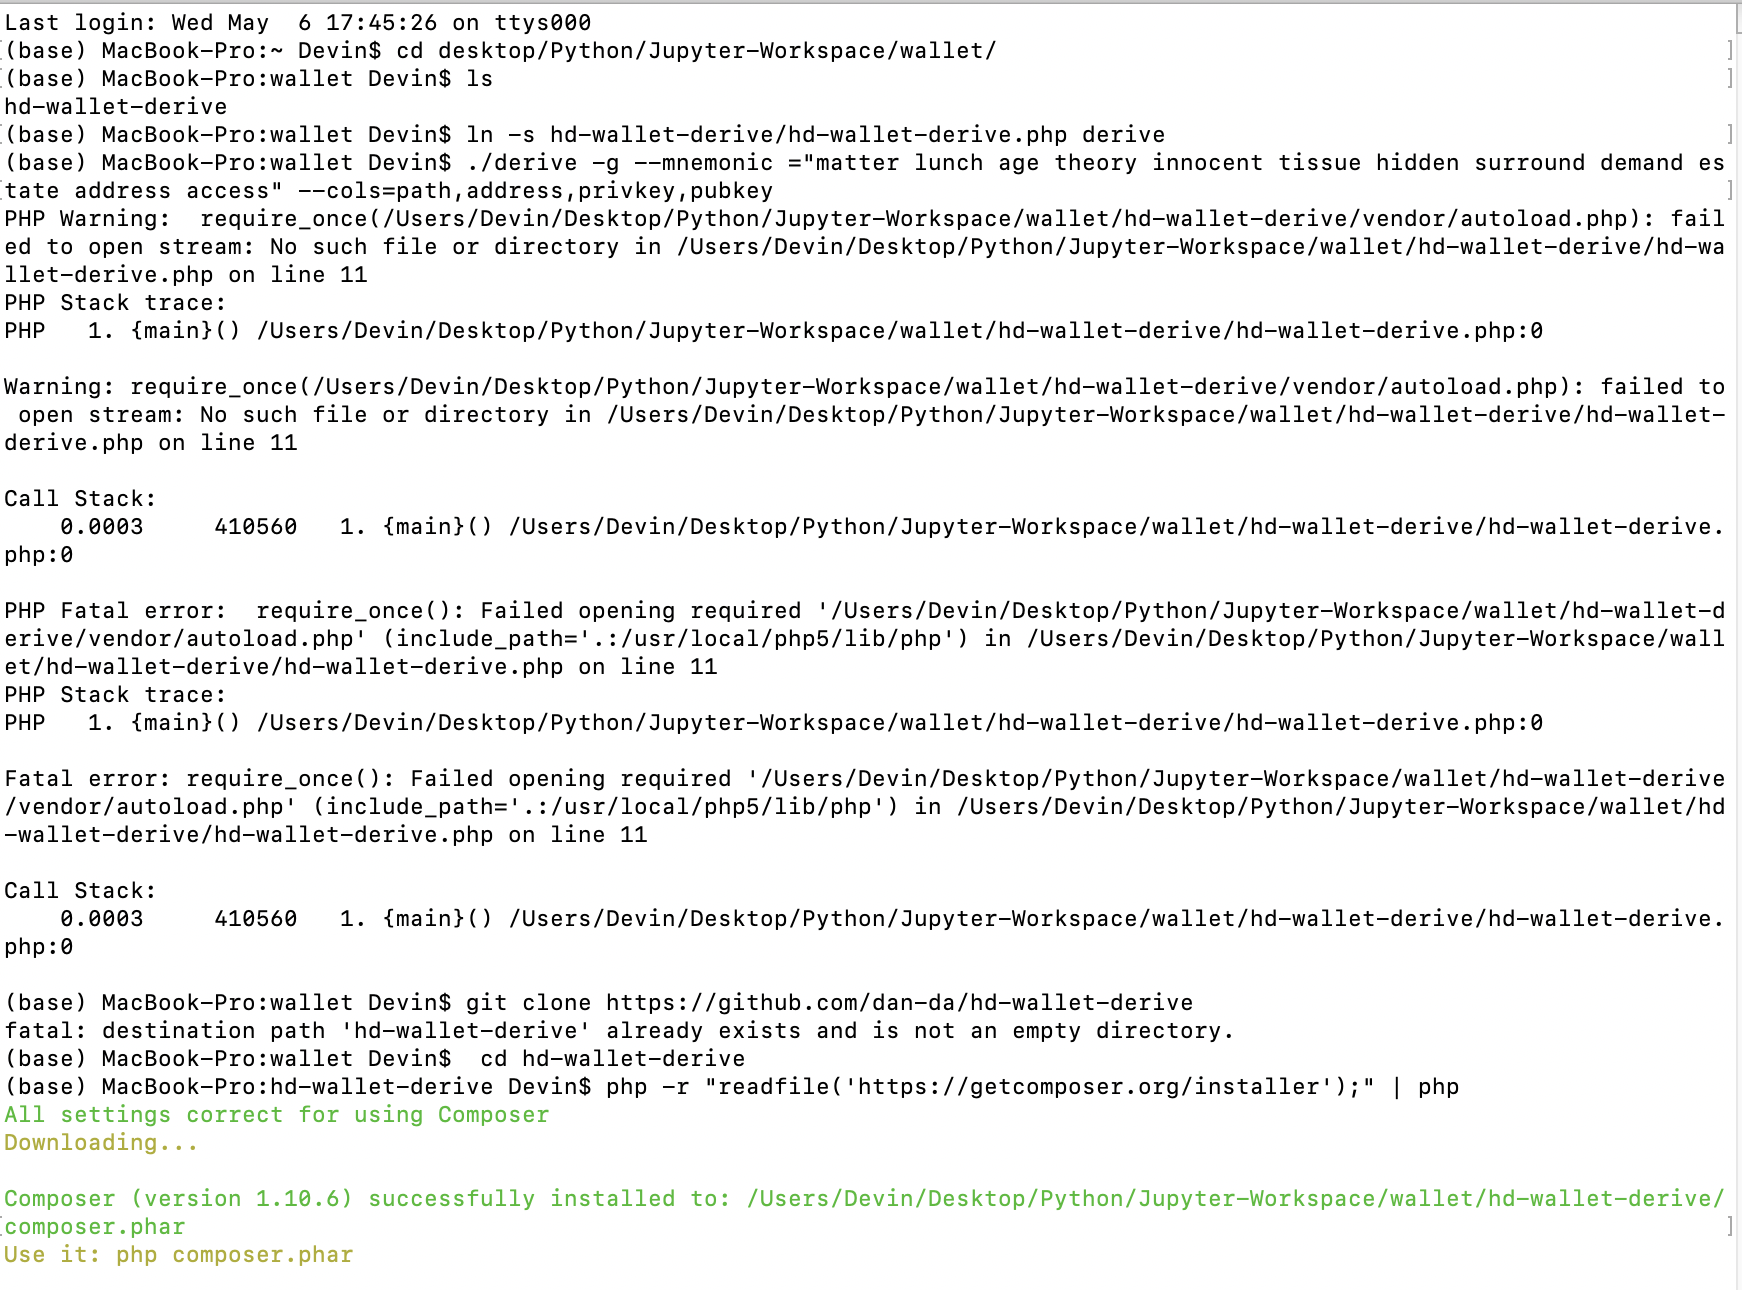 Last login: Wed May  6 17:45:26 on ttys000
(base) MacBook-Pro:~ Devin$ cd desktop/Python/Jupyter-Workspace/wallet/
(base) MacBook-Pro:wallet Devin$ ls
hd-wallet-derive
(base) MacBook-Pro:wallet Devin$ ln -s hd-wallet-derive/hd-wallet-derive.php derive
(base) MacBook-Pro:wallet Devin$ ./derive -g --mnemonic ="matter lunch age theory innocent tissue hidden surround demand es
tate address access" --cols=path,address,privkey,pubkey
PHP Warning:  require_once(/Users/Devin/Desktop/Python/Jupyter-Workspace/wallet/hd-wallet-derive/vendor/autoload.php): fail
ed to open stream: No such file or directory in /Users/Devin/Desktop/Python/Jupyter-Workspace/wallet/hd-wallet-derive/hd-wa
llet-derive.php on line 11
PHP Stack trace:
PHP   1. {main}() /Users/Devin/Desktop/Python/Jupyter-Workspace/wallet/hd-wallet-derive/hd-wallet-derive.php:0

Warning: require_once(/Users/Devin/Desktop/Python/Jupyter-Workspace/wallet/hd-wallet-derive/vendor/autoload.php): failed to
 open stream: No such file or directory in /Users/Devin/Desktop/Python/Jupyter-Workspace/wallet/hd-wallet-derive/hd-wallet-
derive.php on line 11

Call Stack:
    0.0003     410560   1. {main}() /Users/Devin/Desktop/Python/Jupyter-Workspace/wallet/hd-wallet-derive/hd-wallet-derive.
php:0

PHP Fatal error:  require_once(): Failed opening required '/Users/Devin/Desktop/Python/Jupyter-Workspace/wallet/hd-wallet-d
erive/vendor/autoload.php' (include_path='.:/usr/local/php5/lib/php') in /Users/Devin/Desktop/Python/Jupyter-Workspace/wall
et/hd-wallet-derive/hd-wallet-derive.php on line 11
PHP Stack trace:
PHP   1. {main}() /Users/Devin/Desktop/Python/Jupyter-Workspace/wallet/hd-wallet-derive/hd-wallet-derive.php:0

Fatal error: require_once(): Failed opening required '/Users/Devin/Desktop/Python/Jupyter-Workspace/wallet/hd-wallet-derive
/vendor/autoload.php' (include_path='.:/usr/local/php5/lib/php') in /Users/Devin/Desktop/Python/Jupyter-Workspace/wallet/hd
-wallet-derive/hd-wallet-derive.php on line 11

Call Stack:
    0.0003     410560   1. {main}() /Users/Devin/Desktop/Python/Jupyter-Workspace/wallet/hd-wallet-derive/hd-wallet-derive.
php:0

(base) MacBook-Pro:wallet Devin$ git clone https://github.com/dan-da/hd-wallet-derive
fatal: destination path 'hd-wallet-derive' already exists and is not an empty directory.
(base) MacBook-Pro:wallet Devin$  cd hd-wallet-derive
(base) MacBook-Pro:hd-wallet-derive Devin$ php -r "readfile('https://getcomposer.org/installer');" | php
All settings correct for using Composer
Downloading...

Composer (version 1.10.6) successfully installed to: /Users/Devin/Desktop/Python/Jupyter-Workspace/wallet/hd-wallet-derive/
composer.phar
Use it: php composer.phar